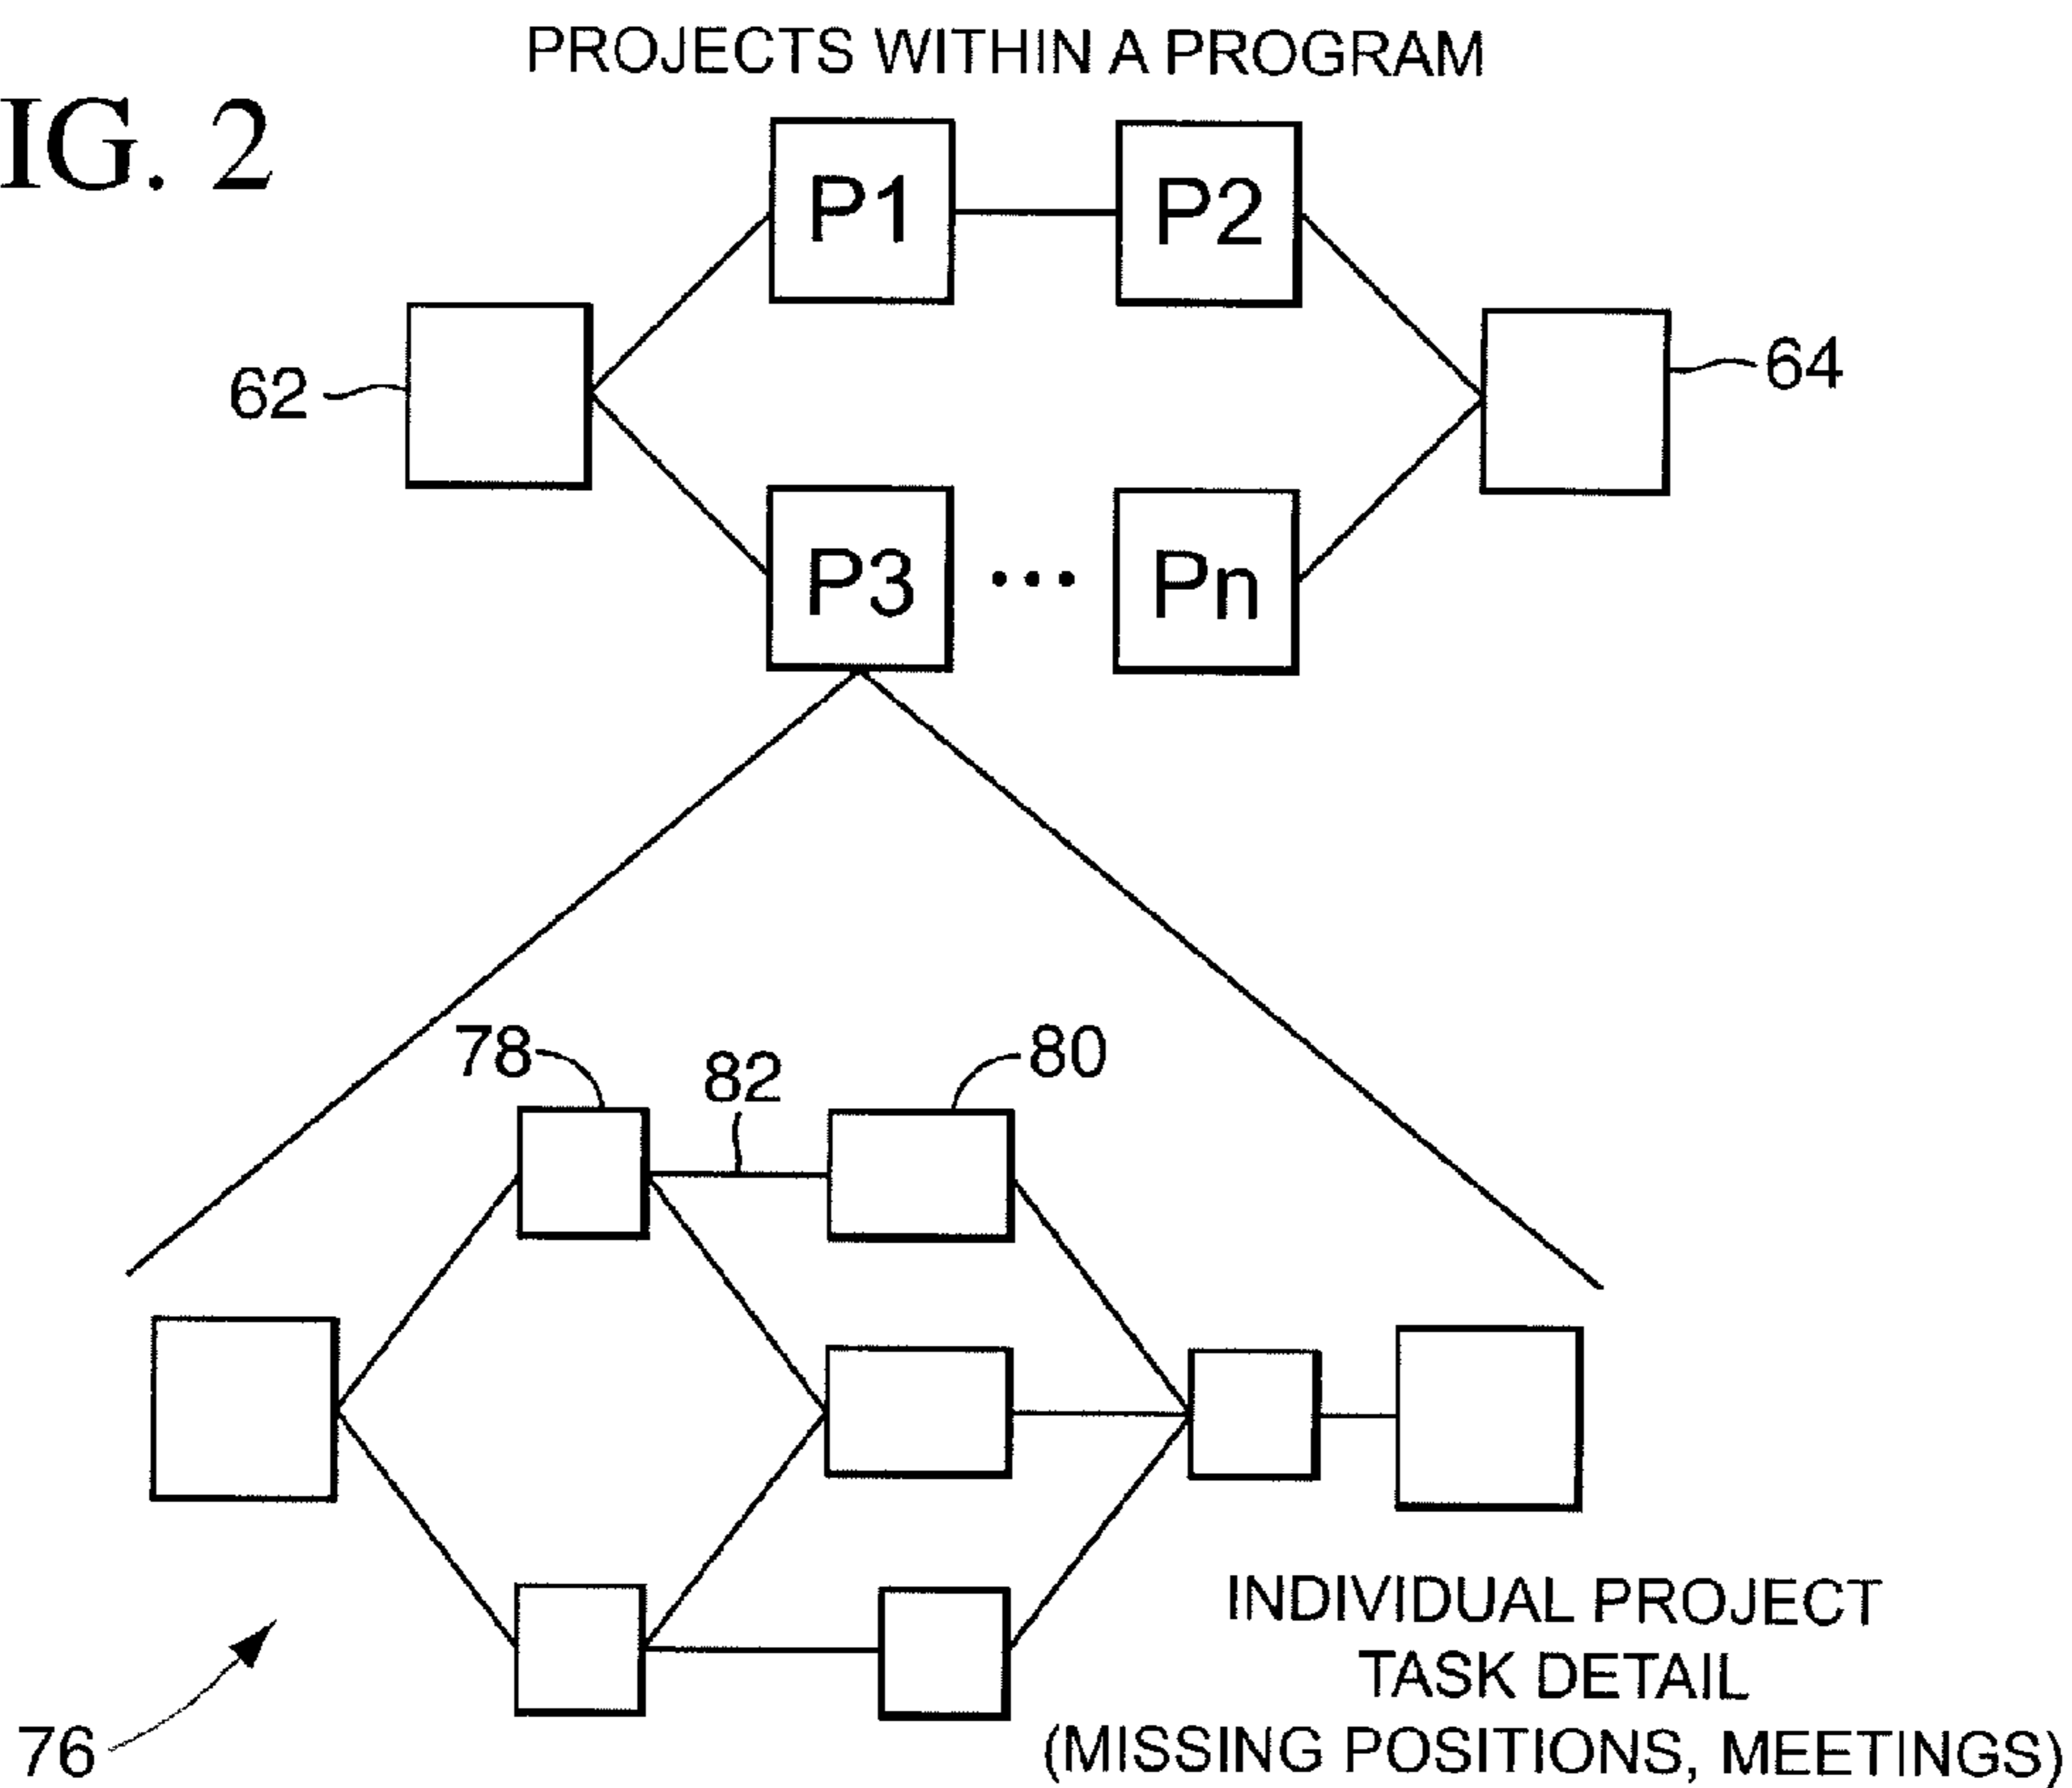 PROJECTS WITHIN A PROGRAM
IG. 2
P1
P2
62
64
P3
...
Pn
78
82
80
INDIVIDUAL PROJECT
TASK DETAIL
(MISSING POSITIONS, MEETINGS)
76